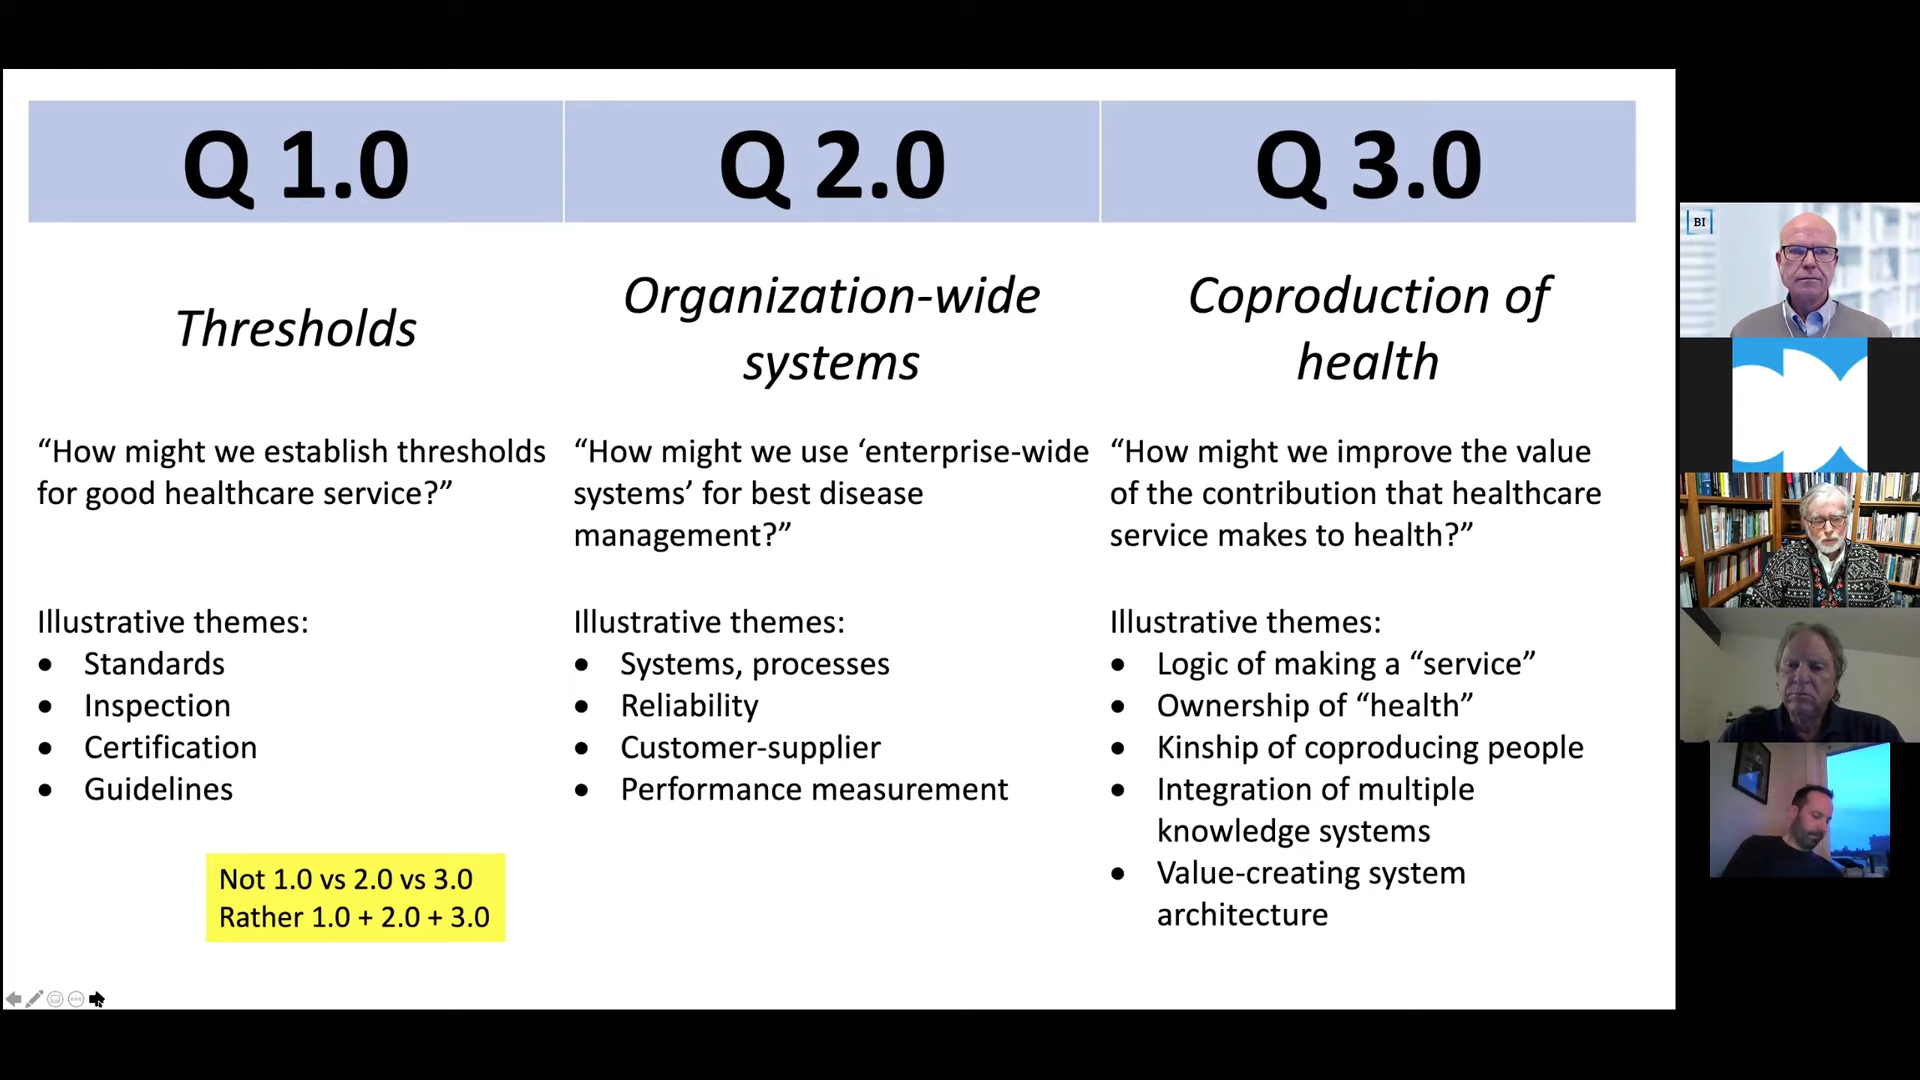 Q 1.0
Q 2.0
Q 3.0
Thresholds
Organization-wide
systems
Coproduction of
health
“How might we establish thresholds
for good healthcare service?”
“How might we use ‘enterprise-wide
systems’ for best disease
management?”
“How might we improve the value
of the contribution that healthcare
service makes to health?”
Illustrative themes:
• Standards
• Inspection
• Certification
• Guidelines
Illustrative themes:
• Systems, processes
• Reliability
• Customer-supplier
• Performance measurement
Illustrative themes:
• Logic of making a “service”
• Ownership of “health”
• Kinship of coproducing people
• Integration of multiple
knowledge systems
• Value-creating system
architecture
Not 1.0 vs 2.0 vs 3.0
Rather 1.0 + 2.0 + 3.0
BI